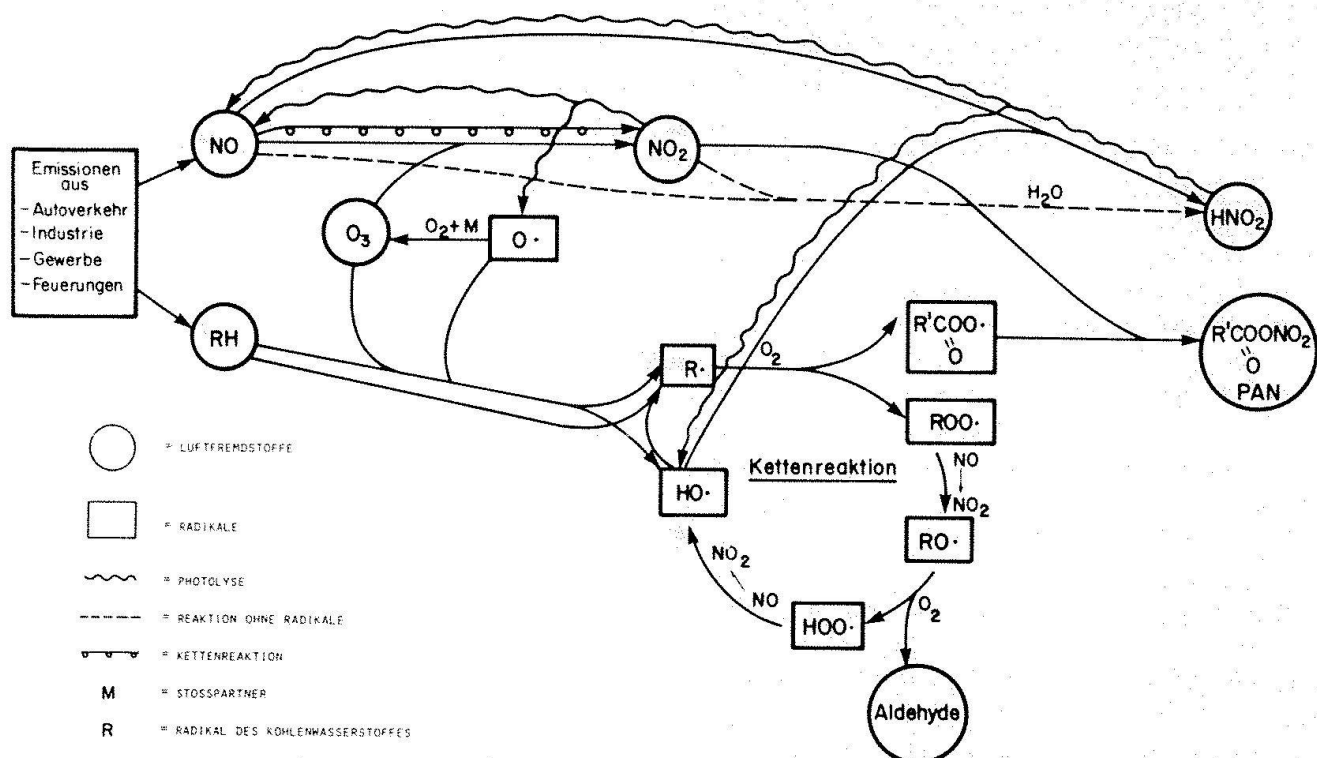 Emissionen
aus
- Autoverkehr
- Industrie
- Gewerbe
- Feuerungen
NO
NO2
H2O
HNO2
O3
O2+M
O·
RH
R·
O2
R'COO·
O
R'COONO2
O
PAN
ROO·
HO·
Kettenreaktion
NO
NO2
RO·
NO2
NO
HOO·
O2
Aldehyde
= LUFTFREMDSTOFFE
= RADIKALE
= PHOTOLYSE
= REAKTION OHNE RADIKALE
= KETTENREAKTION
M = STOSSPARTNER
R = RADIKAL DES KOHLENWASSERSTOFFES